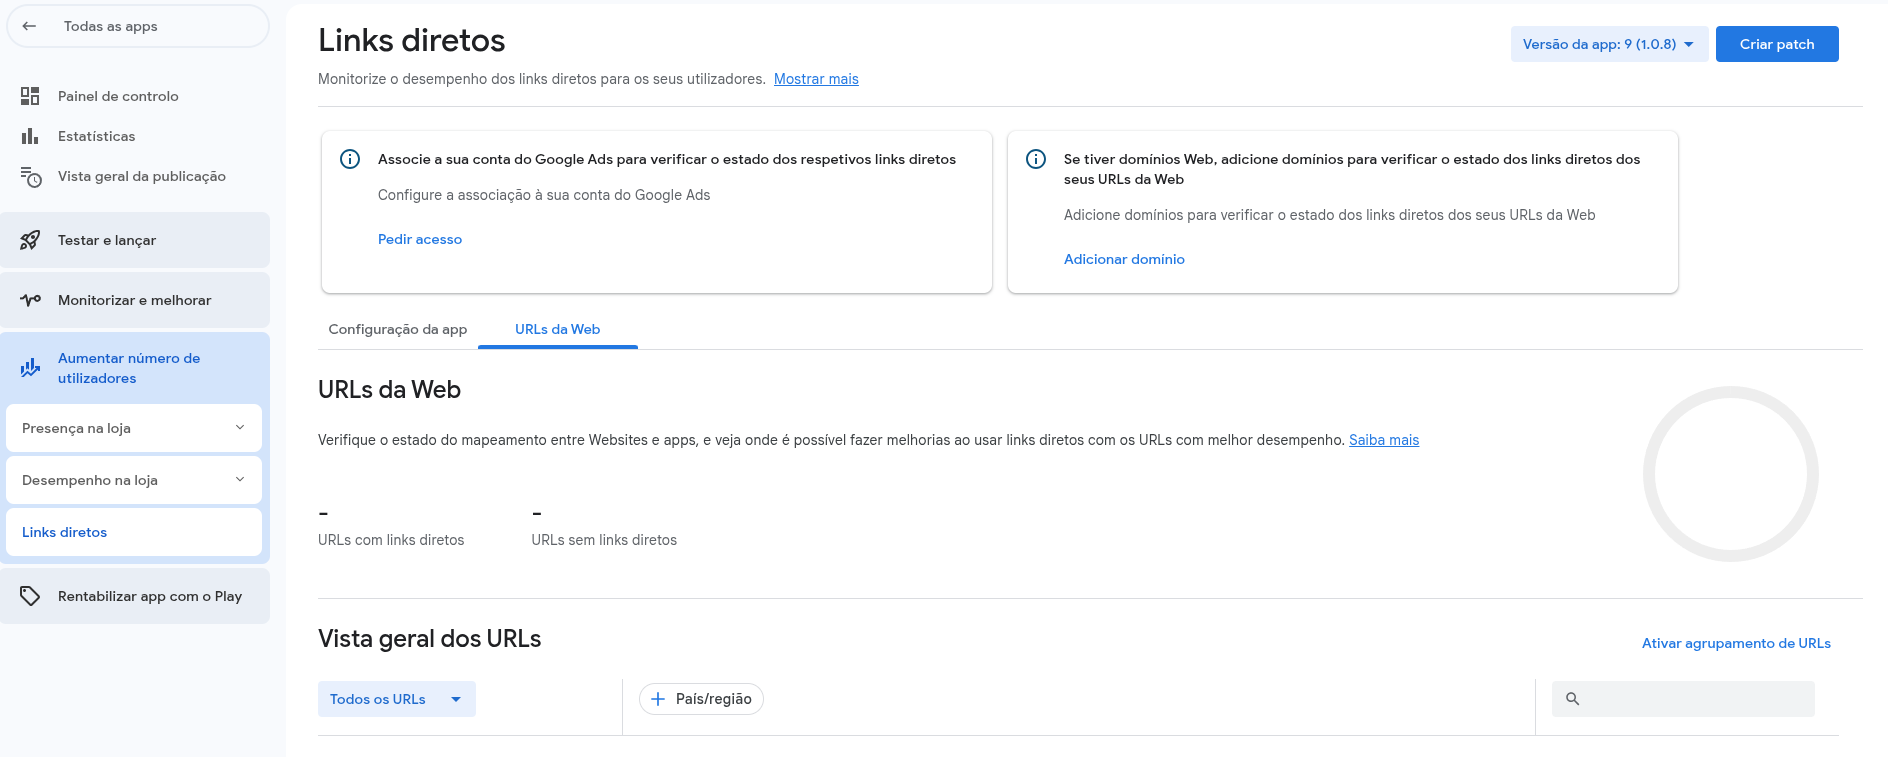 Todas as apps
Painel de controlo
Estatísticas
Vista geral da publicação
Testar e lançar
Monitorizar e melhorar
Aumentar número de
utilizadores
Presença na loja
Desempenho na loja
Links diretos
Rentabilizar app com o Play
Links diretos
Versão da app: 9 (1.0.8)
Criar patch
Monitorize o desempenho dos links diretos para os seus utilizadores. Mostrar mais
Associe a sua conta do Google Ads para verificar o estado dos respetivos links diretos
Configure a associação à sua conta do Google Ads
Pedir acesso
Se tiver domínios Web, adicione domínios para verificar o estado dos links diretos dos
seus URLs da Web
Adicione domínios para verificar o estado dos links diretos dos seus URLs da Web
Adicionar domínio
Configuração da app
URLs da Web
URLs da Web
Verifique o estado do mapeamento entre Websites e apps, e veja onde é possível fazer melhorias ao usar links diretos com os URLs com melhor desempenho. Saiba mais
-
URLs com links diretos
-
URLs sem links diretos
Vista geral dos URLs
Ativar agrupamento de URLs
Todos os URLs
País/região